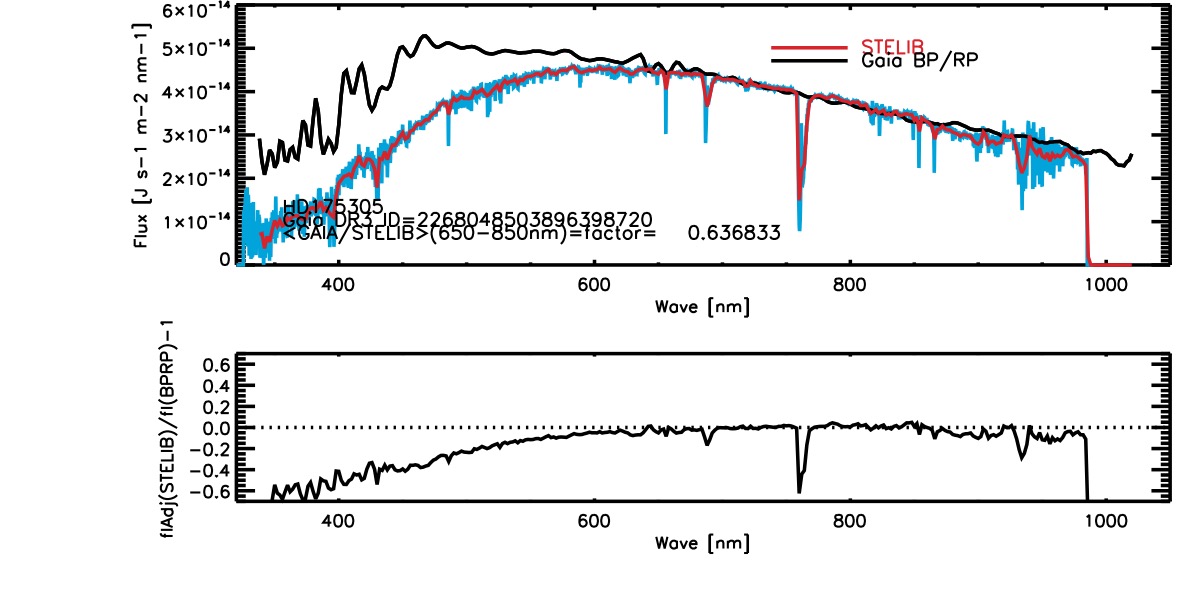 6×10−14
5×10−14
4×10−14
3×10−14
2×10−14
1×10−14
0
Flux [J s−1 m−2 nm−1]
STELIB
Gaia BP/RP
HD175305
Gaia DR3 ID=2268048503896398720
<GAIA/STELIB>(650−850nm)=factor= 0.636833
400 600 800 1000
Wave [nm]
flAdj(STELIB)/fl(BPRP)−1
0.6
0.4
0.2
0.0
−0.2
−0.4
−0.6
400 600 800 1000
Wave [nm]